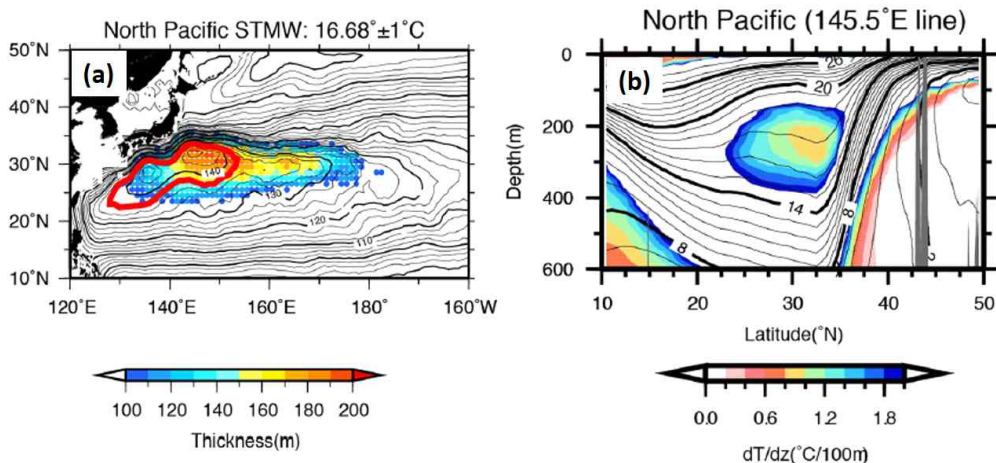 North Pacific STMW: 16.68˚±1˚C
50˚N
40˚N
30˚N
20˚N
10˚N
(a)
140
130
120
110
120˚E
140˚E
160˚E
180˚
160˚W
100 120 140 160 180 200
Thickness(m)
North Pacific (145.5˚E line)
(b)
0
200
400
600
Depth(m)
26
20
14
8
8
2
10 20 30 40 50
Latitude(˚N)
0.0 0.6 1.2 1.8
dT/dz(˚C/100m)